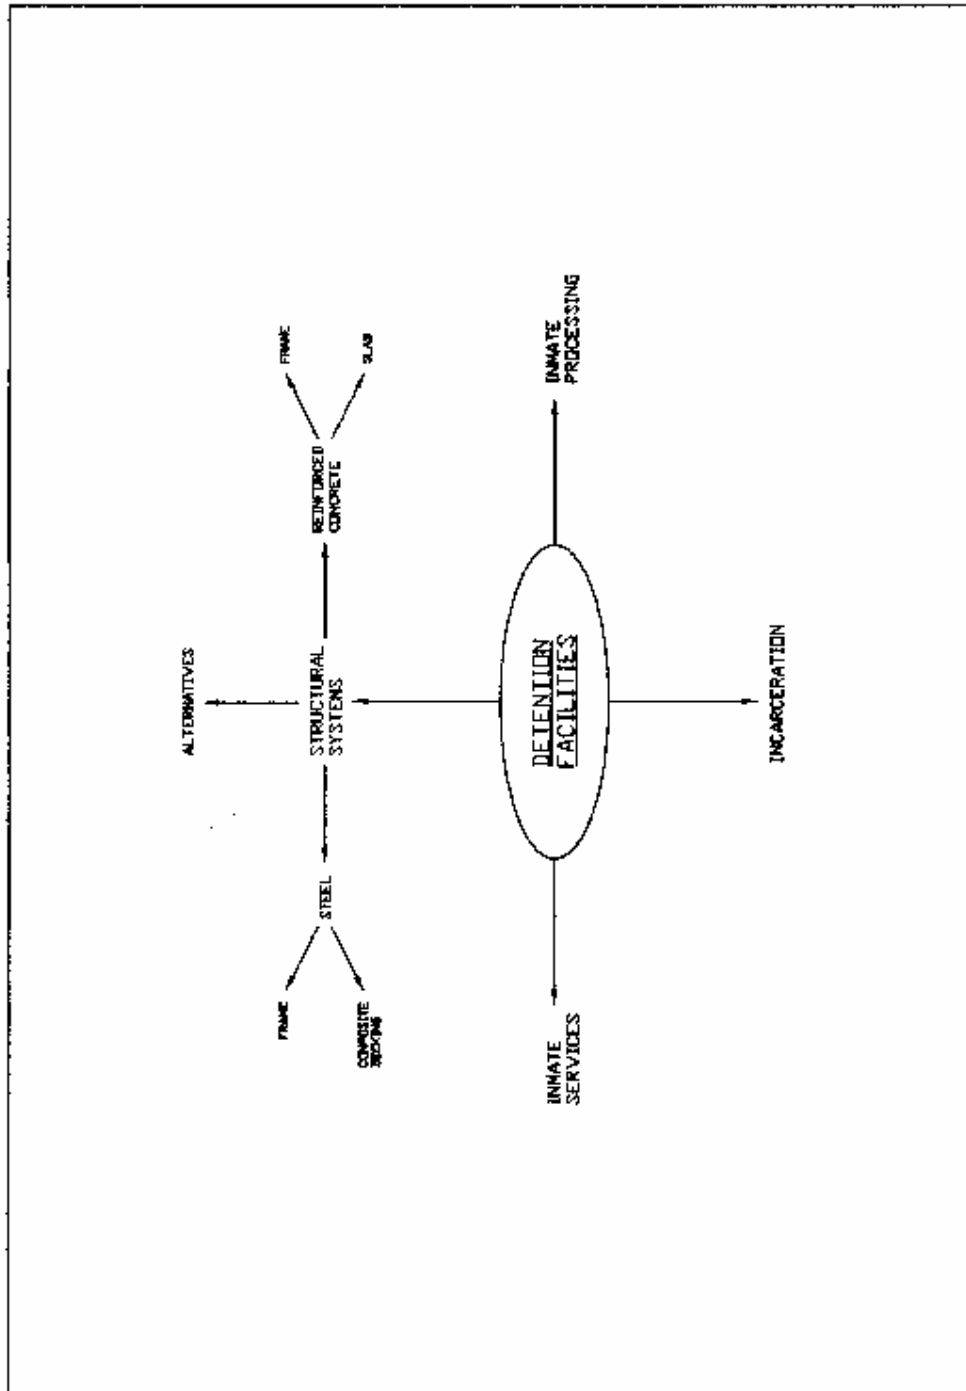 ALTERNATIVES
FRAME
FRAME
STEEL
STRUCTURAL
SYSTEMS
REINFORCED
CONCRETE
COMPOSITE
DECKING
SLAB
DETENTION
FACILITIES
INMATE
SERVICES
INMATE
PROCESSING
INCARCERATION